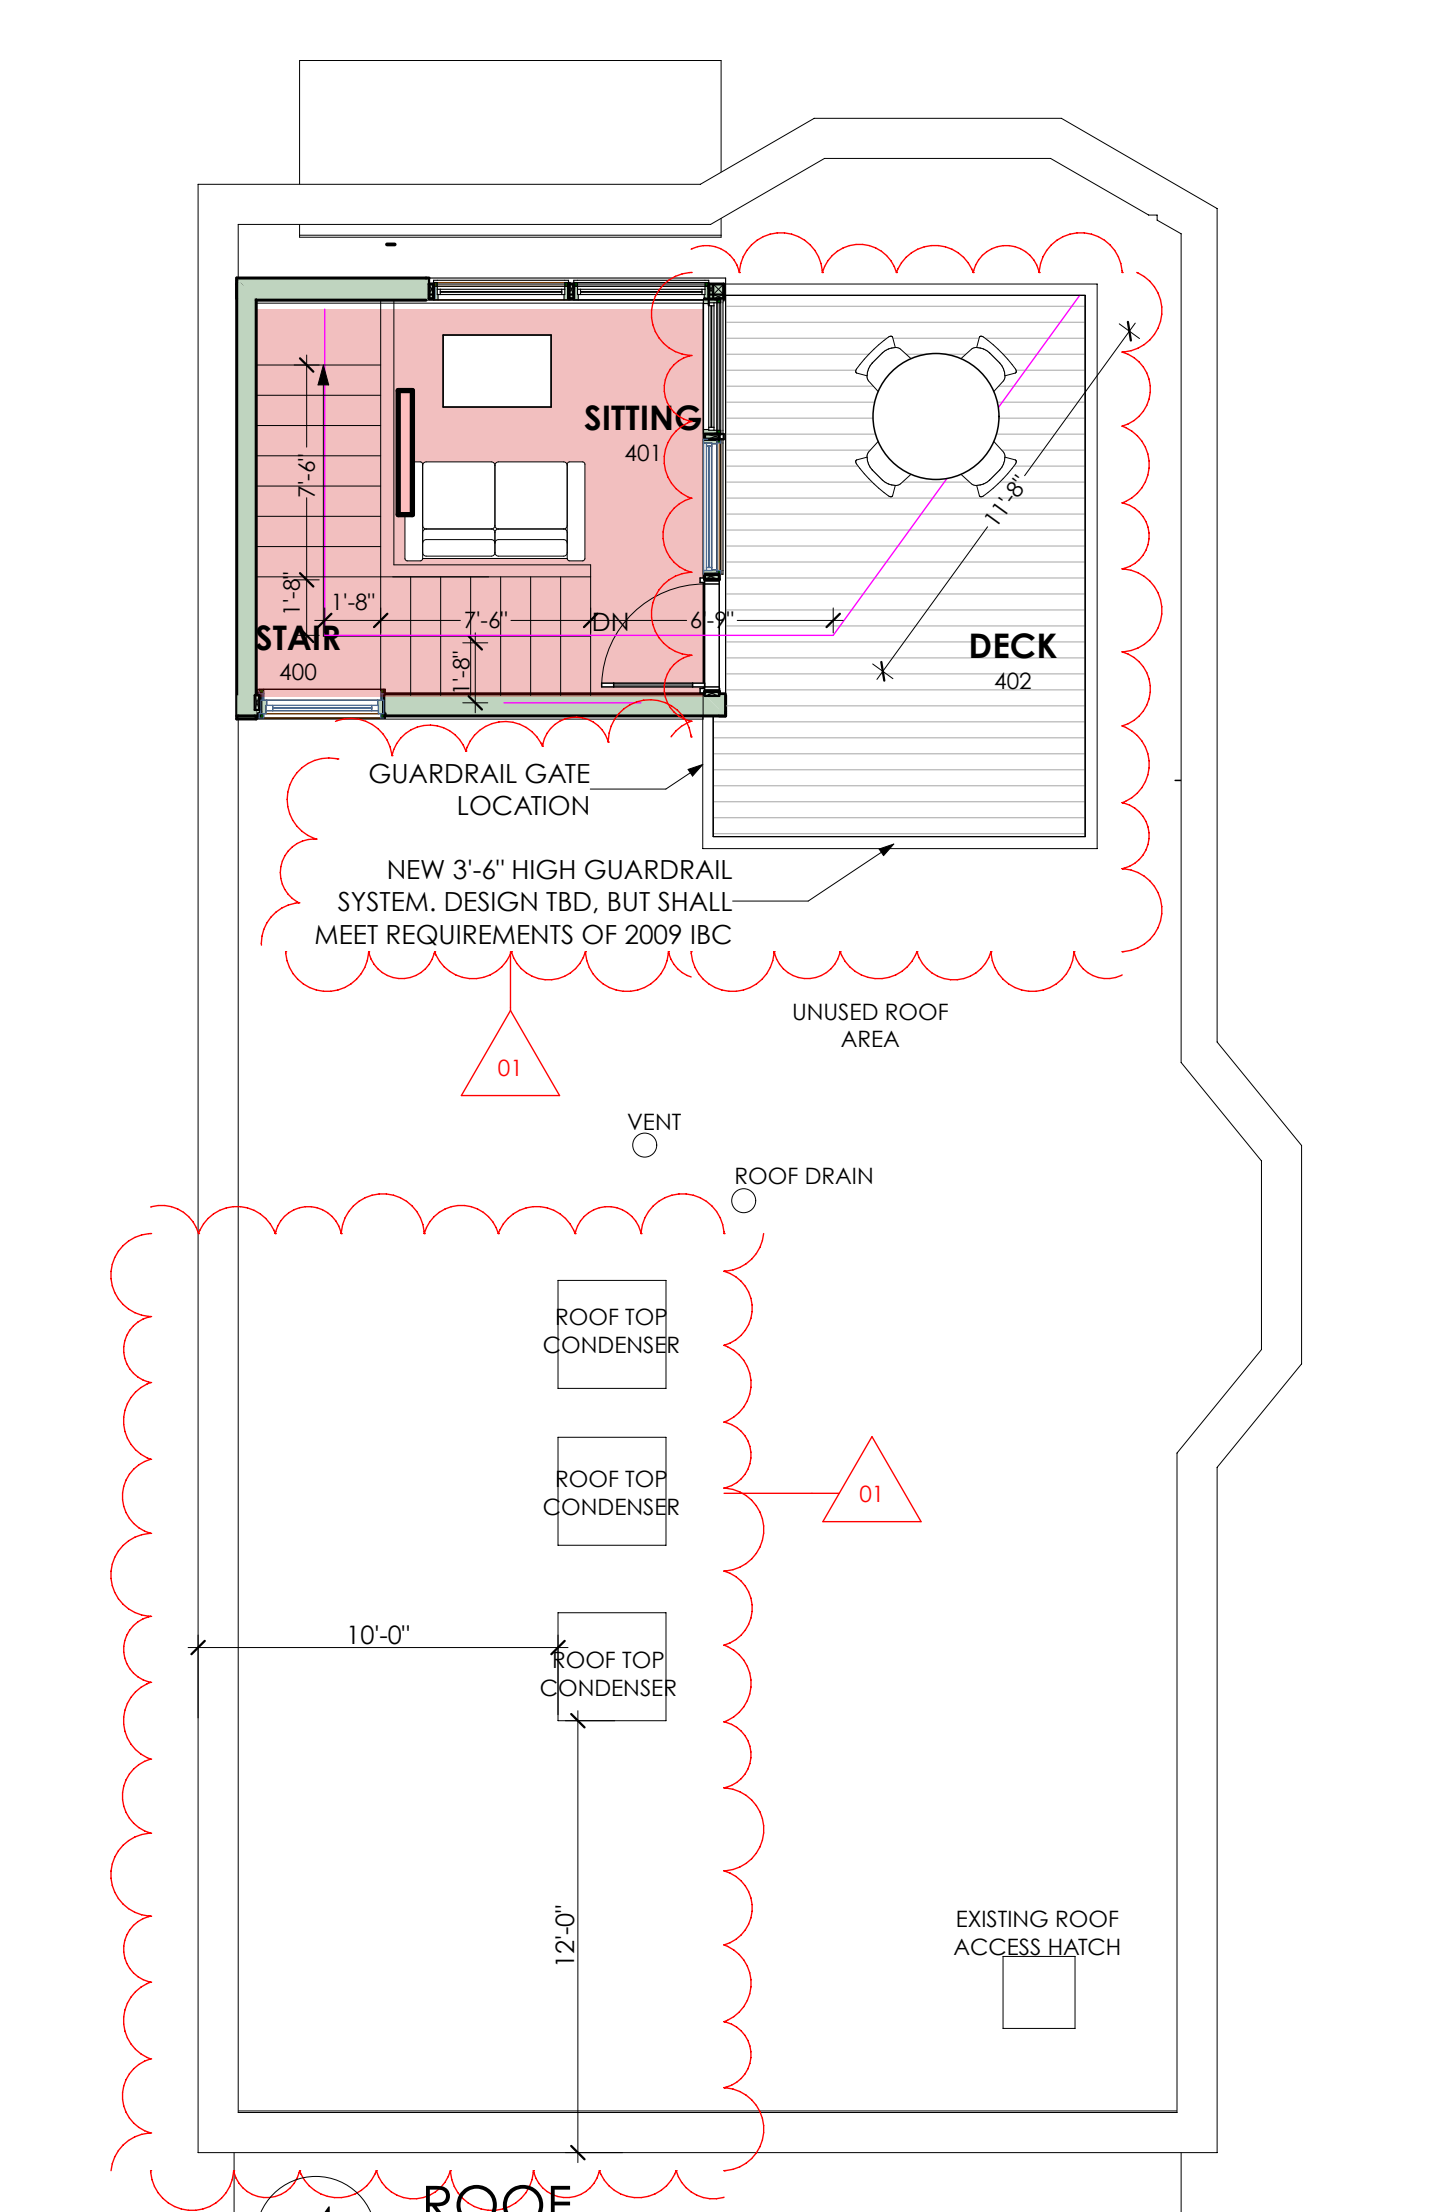 SITTING
401
7'-6"
1'-8"
1'-8"
7'-6"
DN
6'-9"
11'-8"
STAIR
400
1'-8"
DECK
402
GUARDRAIL GATE
LOCATION
NEW 3'-6" HIGH GUARDRAIL
SYSTEM. DESIGN TBD, BUT SHALL
MEET REQUIREMENTS OF 2009 IBC
UNUSED ROOF
AREA
01
VENT
ROOF DRAIN
ROOF TOP
CONDENSER
ROOF TOP
CONDENSER
01
10'-0"
ROOF TOP
CONDENSER
12'-0"
EXISTING ROOF
ACCESS HATCH
ROOF